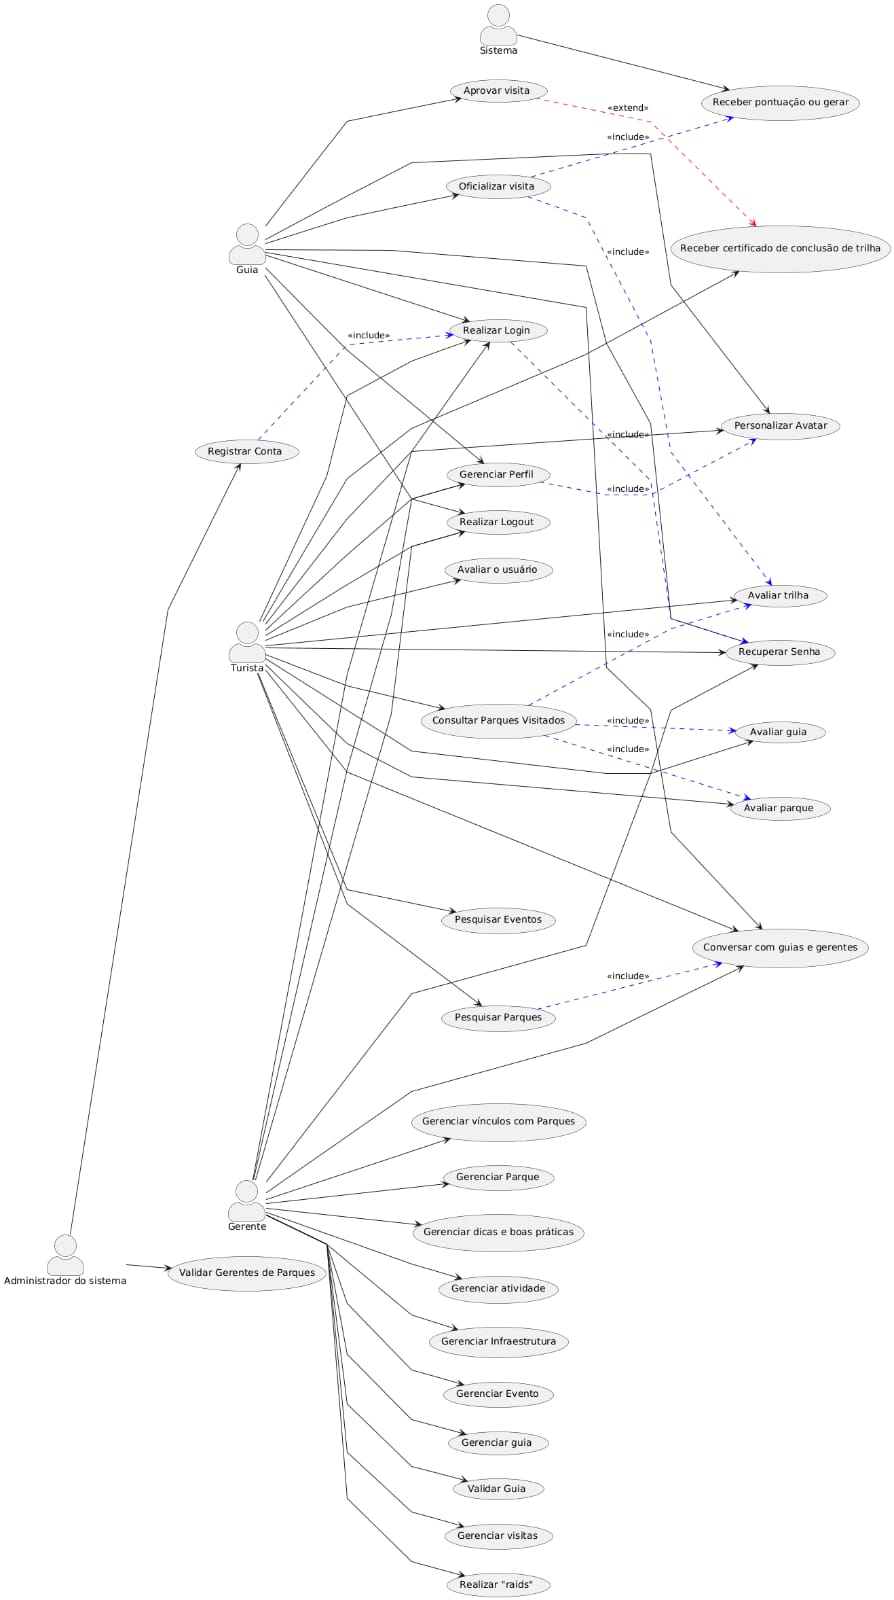 Sistema
Aprovar visita
Receber pontuação ou gerar
«extend»
«include»
Oficializar visita
Guia
«include»
Receber certificado de conclusão de trilha
Realizar Login
«include»
Registrar Conta
Personalizar Avatar
«include»
Gerenciar Perfil
«include»
Realizar Logout
Avaliar o usuário
Avaliar trilha
Turista
«include»
Recuperar Senha
Consultar Parques Visitados
«include»
Avaliar guia
«include»
Avaliar parque
Pesquisar Eventos
Conversar com guias e gerentes
«include»
Pesquisar Parques
Gerenciar vínculos com Parques
Gerenciar Parque
Gerente
Gerenciar dicas e boas práticas
Administrador do sistema
Validar Gerentes de Parques
Gerenciar atividade
Gerenciar Infraestrutura
Gerenciar Evento
Gerenciar guia
Validar Guia
Gerenciar visitas
Realizar "raids"